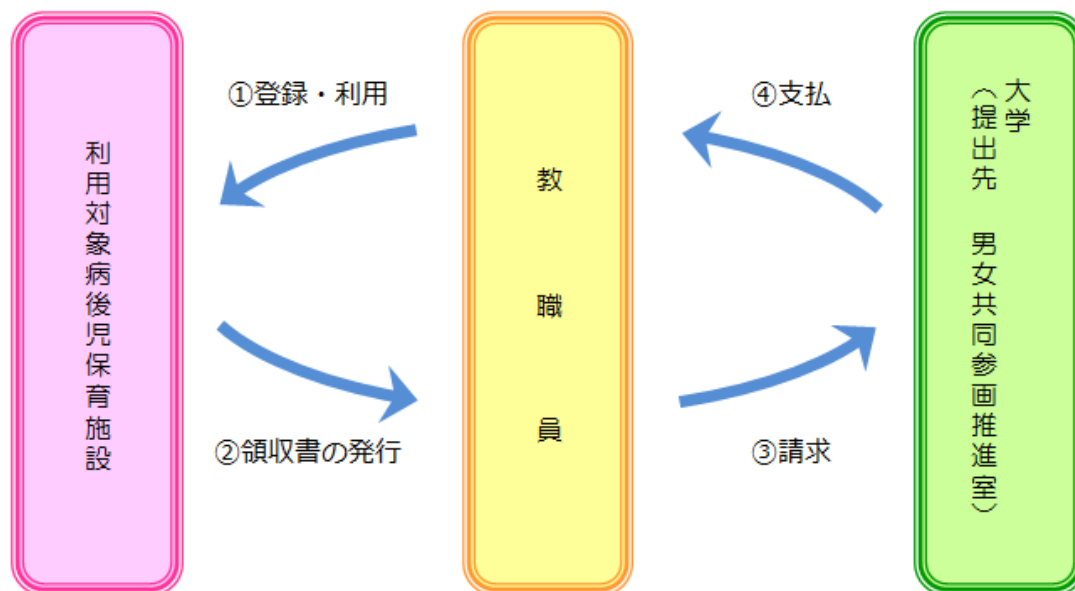 ①登録・利用
④支払
利用対象病後児保育施設
教職員
大学
（提出先　男女共同参画推進室）
②領収書の発行
③請求